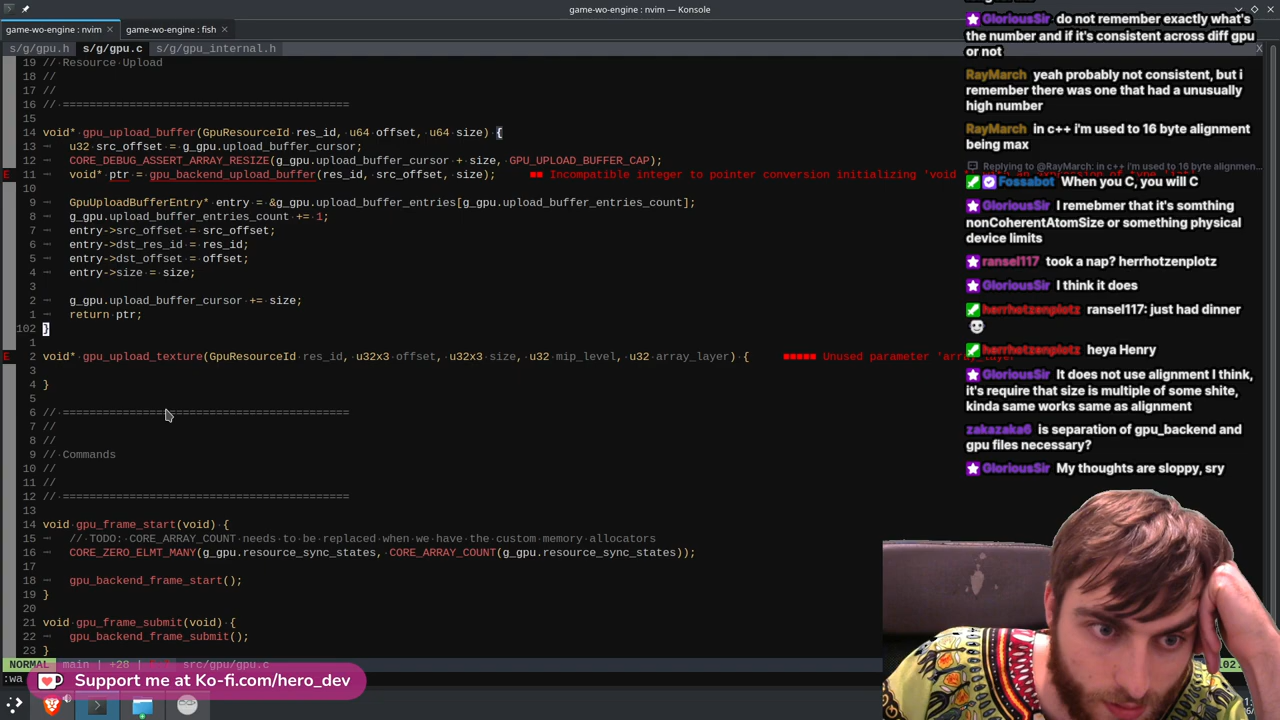 game-wo-engine : nvim — Konsole
game-wo-engine : nvim
game-wo-engine : fish
s/g/gpu.h s/g/gpu.c s/g/gpu_internal.h X
19 // Resource Upload
18 //
17 //
16 // ===========================================
15
14 void* gpu_upload_buffer(GpuResourceId res_id, u64 offset, u64 size) {
13 u32 src_offset = g_gpu.upload_buffer_cursor;
12 CORE_DEBUG_ASSERT_ARRAY_RESIZE(g_gpu.upload_buffer_cursor + size, GPU_UPLOAD_BUFFER_CAP);
E 11 void* ptr = gpu_backend_upload_buffer(res_id, src_offset, size); ■■ Incompatible integer to pointer conversion initializing 'void
10
9 GpuUploadBufferEntry* entry = &g_gpu.upload_buffer_entries[g_gpu.upload_buffer_entries_count];
8 g_gpu.upload_buffer_entries_count += 1;
7 entry->src_offset = src_offset;
6 entry->dst_res_id = res_id;
5 entry->dst_offset = offset;
4 entry->size = size;
3
2 g_gpu.upload_buffer_cursor += size;
1 return ptr;
102 }
1
E 2 void* gpu_upload_texture(GpuResourceId res_id, u32x3 offset, u32x3 size, u32 mip_level, u32 array_layer) { ■■■■■ Unused parameter 'array_layer
3
4 }
5
6 // ===========================================
7 //
8 //
9 // Commands
10 //
11 //
12 // ===========================================
13
14 void gpu_frame_start(void) {
15 // TODO: CORE_ARRAY_COUNT needs to be replaced when we have the custom memory allocators
16 CORE_ZERO_ELMT_MANY(g_gpu.resource_sync_states, CORE_ARRAY_COUNT(g_gpu.resource_sync_states));
17
18 gpu_backend_frame_start();
19 }
20
21 void gpu_frame_submit(void) {
22 gpu_backend_frame_submit();
23 }
NORMAL main | +28 | src/gpu/gpu.c
:wa
Support me at Ko-fi.com/hero_dev
GloriousSir do not remember exactly what's
the number and if it's consistent across diff gpu
or not
RayMarch yeah probably not consistent, but i
remember there was one that had a unusually
high number
RayMarch in c++ i'm used to 16 byte alignment
being max
Replying to @RayMarch: in c++ i'm used to 16 byte alignmen...
Fossabot When you C, you will C
GloriousSir I remebmer that it's somthing
nonCoherentAtomSize or something physical
device limits
ransel117 took a nap? herrhotzenplotz
GloriousSir I think it does
herrhotzenplotz ransel117: just had dinner
herrhotzenplotz heya Henry
GloriousSir It does not use alignment I think,
it's require that size is multiple of some shite,
kinda same works same as alignment
zakazaka6 is separation of gpu_backend and
gpu files necessary?
GloriousSir My thoughts are sloppy, sry